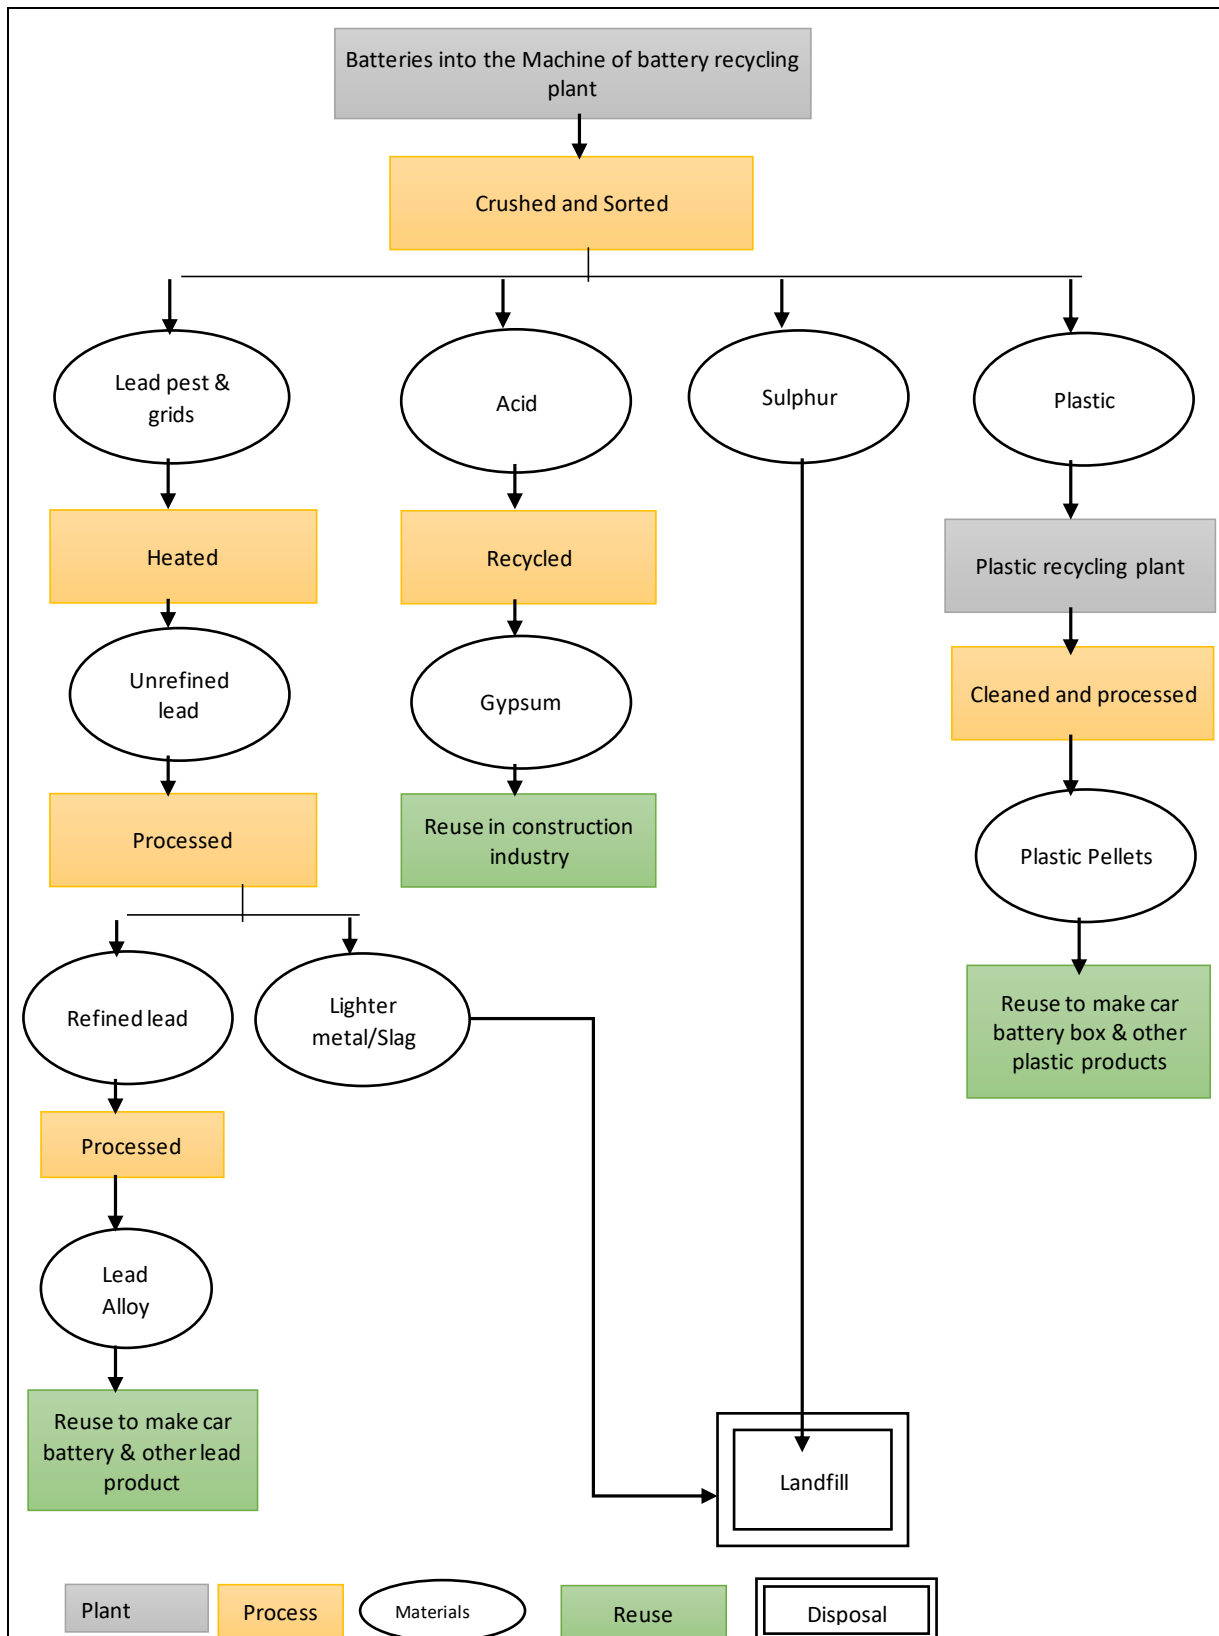 Batteries into the Machine of battery recycling
plant
Crushed and Sorted
Lead pest &
grids
Acid
Sulphur
Plastic
Heated
Recycled
Plastic recycling plant
Unrefined
lead
Gypsum
Cleaned and processed
Processed
Reuse in construction
industry
Plastic Pellets
Refined lead
Lighter
metal/Slag
Reuse to make car
battery box & other
plastic products
Processed
Lead
Alloy
Reuse to make car
battery & other lead
product
Landfill
Plant
Process
Materials
Reuse
Disposal